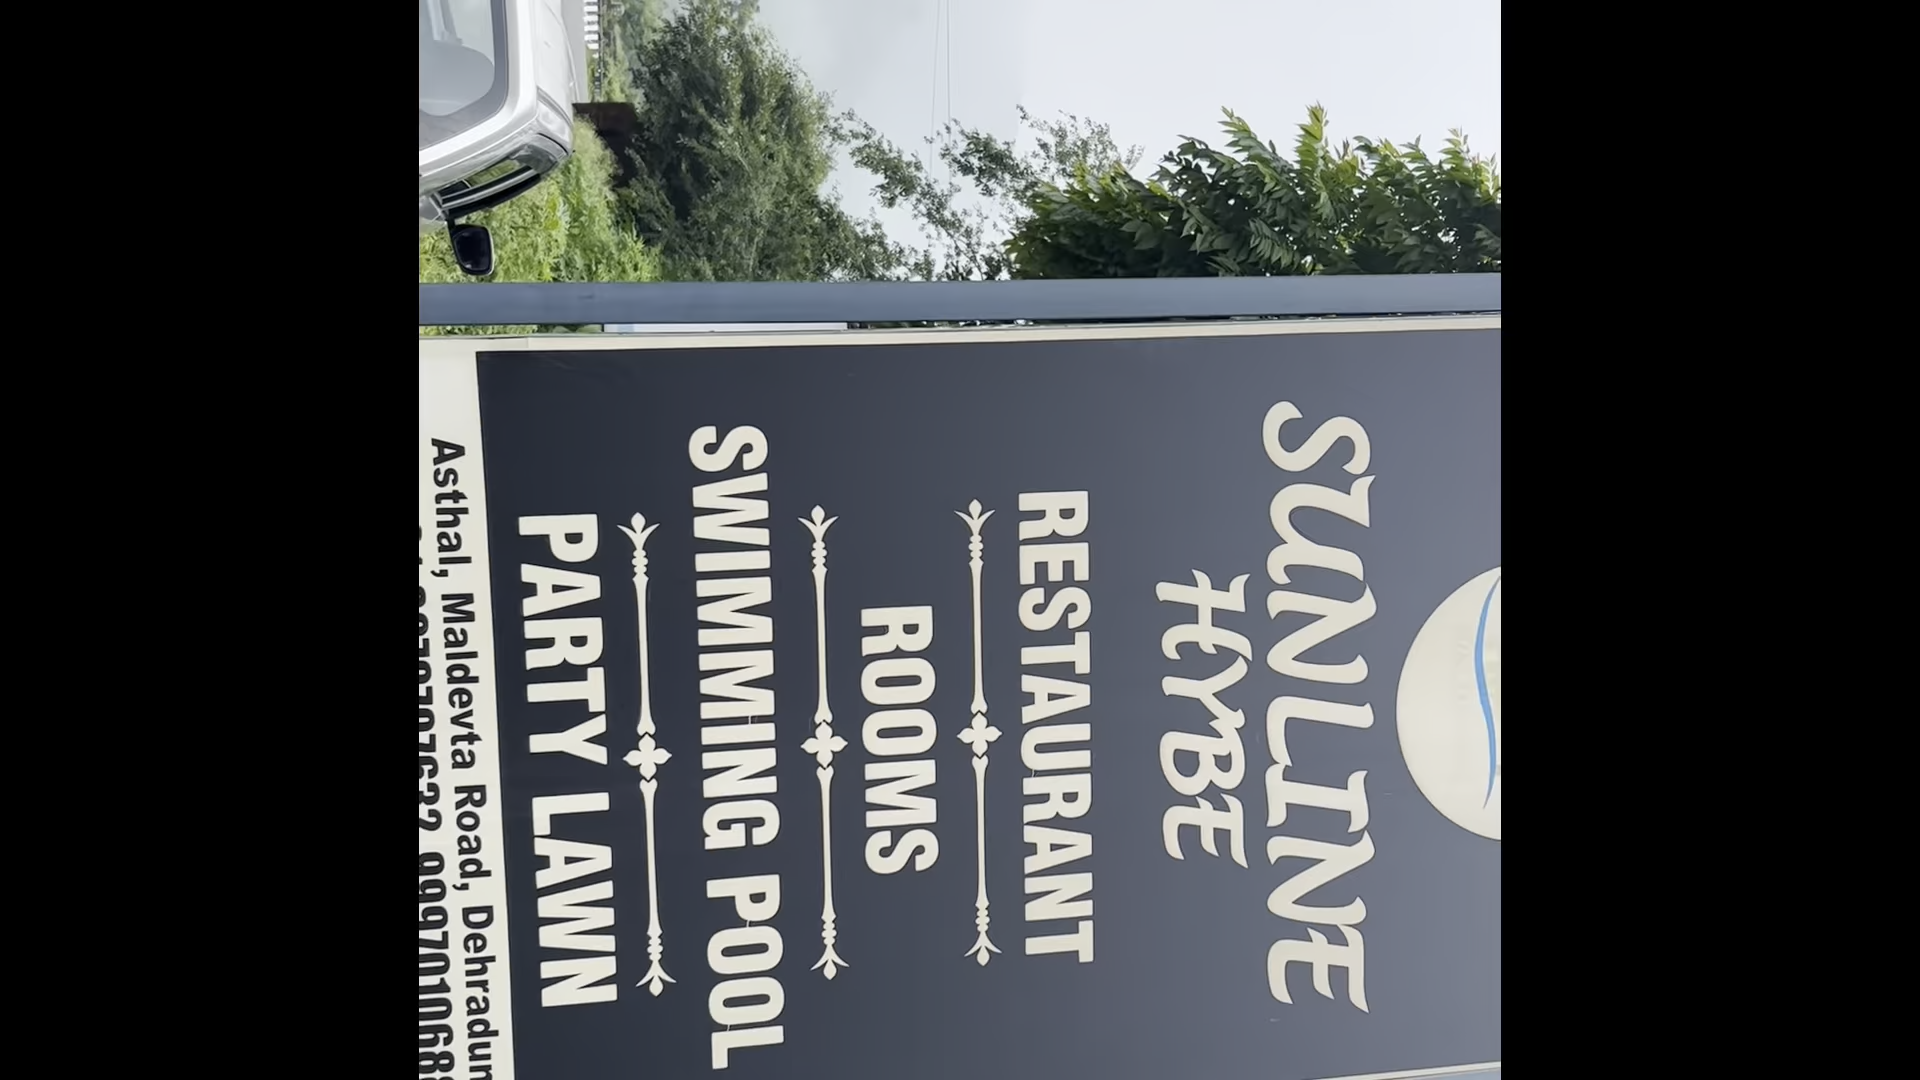 SUNLINE
HYBE
RESTAURANT
ROOMS
SWIMMING POOL
PARTY LAWN
Asthal, Maldevta Road, Dehradun